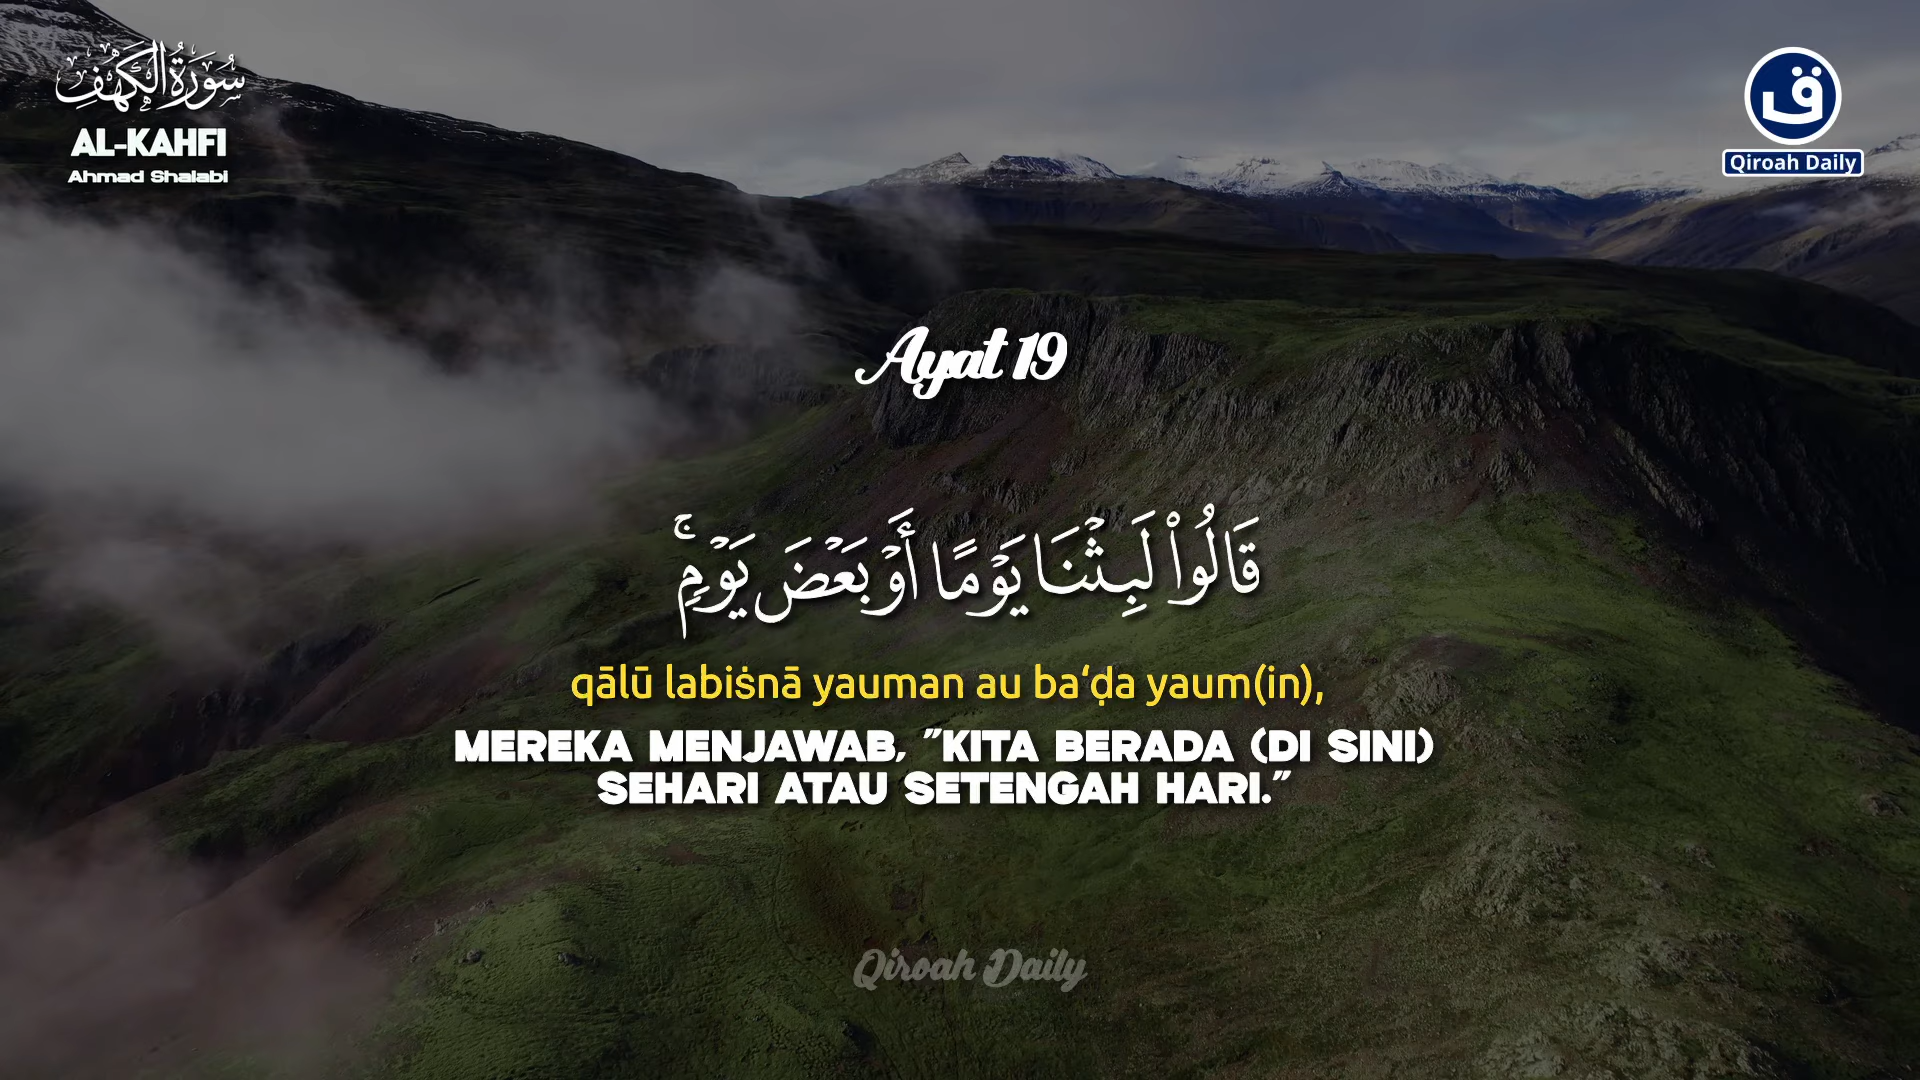 سُورَةُ الْكَهْفِ
AL-KAHFI
Ahmad Shalabi
ق
Qiroah Daily
Ayat 19
قَالُوا۟ لَبِثْنَا يَوْمًا أَوْ بَعْضَ يَوْمٍ ۚ
qālū labiṡnā yauman au ba‘ḍa yaum(in),
MEREKA MENJAWAB, "KITA BERADA (DI SINI)
SEHARI ATAU SETENGAH HARI."
Qiroah Daily